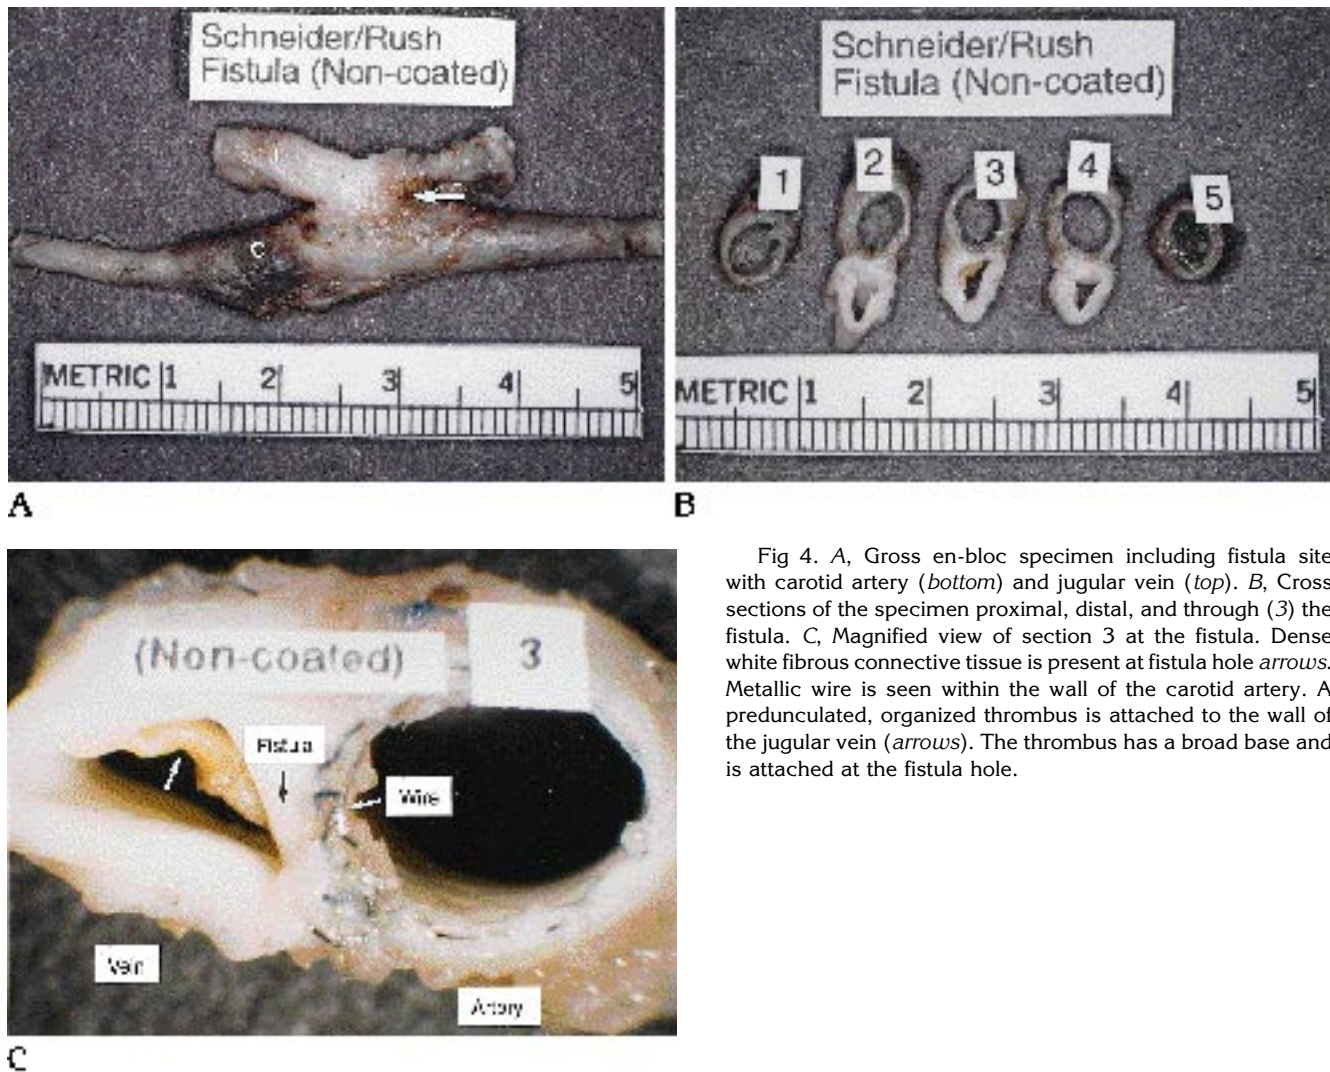 Schneider/Rush
Fistula (Non-coated)
J
C
METRIC 1 2 3 4 5
A
Schneider/Rush
Fistula (Non-coated)
1 2 3 4 5
METRIC 1 2 3 4 5
B
(Non-coated) 3
Fistula
Wire
Vein
Artery
C
Fig 4. A, Gross en-bloc specimen including fistula site
with carotid artery (bottom) and jugular vein (top). B, Cross
sections of the specimen proximal, distal, and through (3) the
fistula. C, Magnified view of section 3 at the fistula. Dense
white fibrous connective tissue is present at fistula hole arrows.
Metallic wire is seen within the wall of the carotid artery. A
predunculated, organized thrombus is attached to the wall of
the jugular vein (arrows). The thrombus has a broad base and
is attached at the fistula hole.